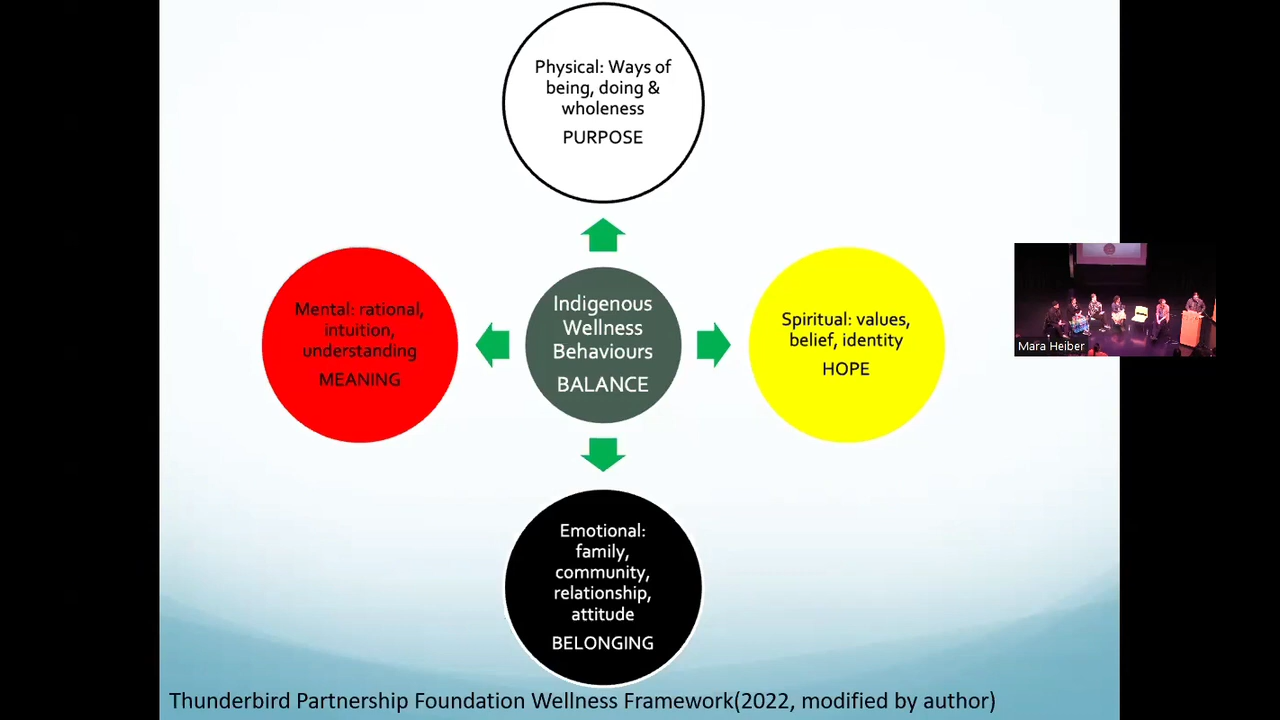 Physical: Ways of
being, doing &
wholeness
PURPOSE
Mental: rational,
intuition,
understanding
MEANING
Indigenous
Wellness
Behaviours
BALANCE
Spiritual: values,
belief, identity
HOPE
Mara Heiber
Emotional:
family,
community,
relationship,
attitude
BELONGING
Thunderbird Partnership Foundation Wellness Framework(2022, modified by author)